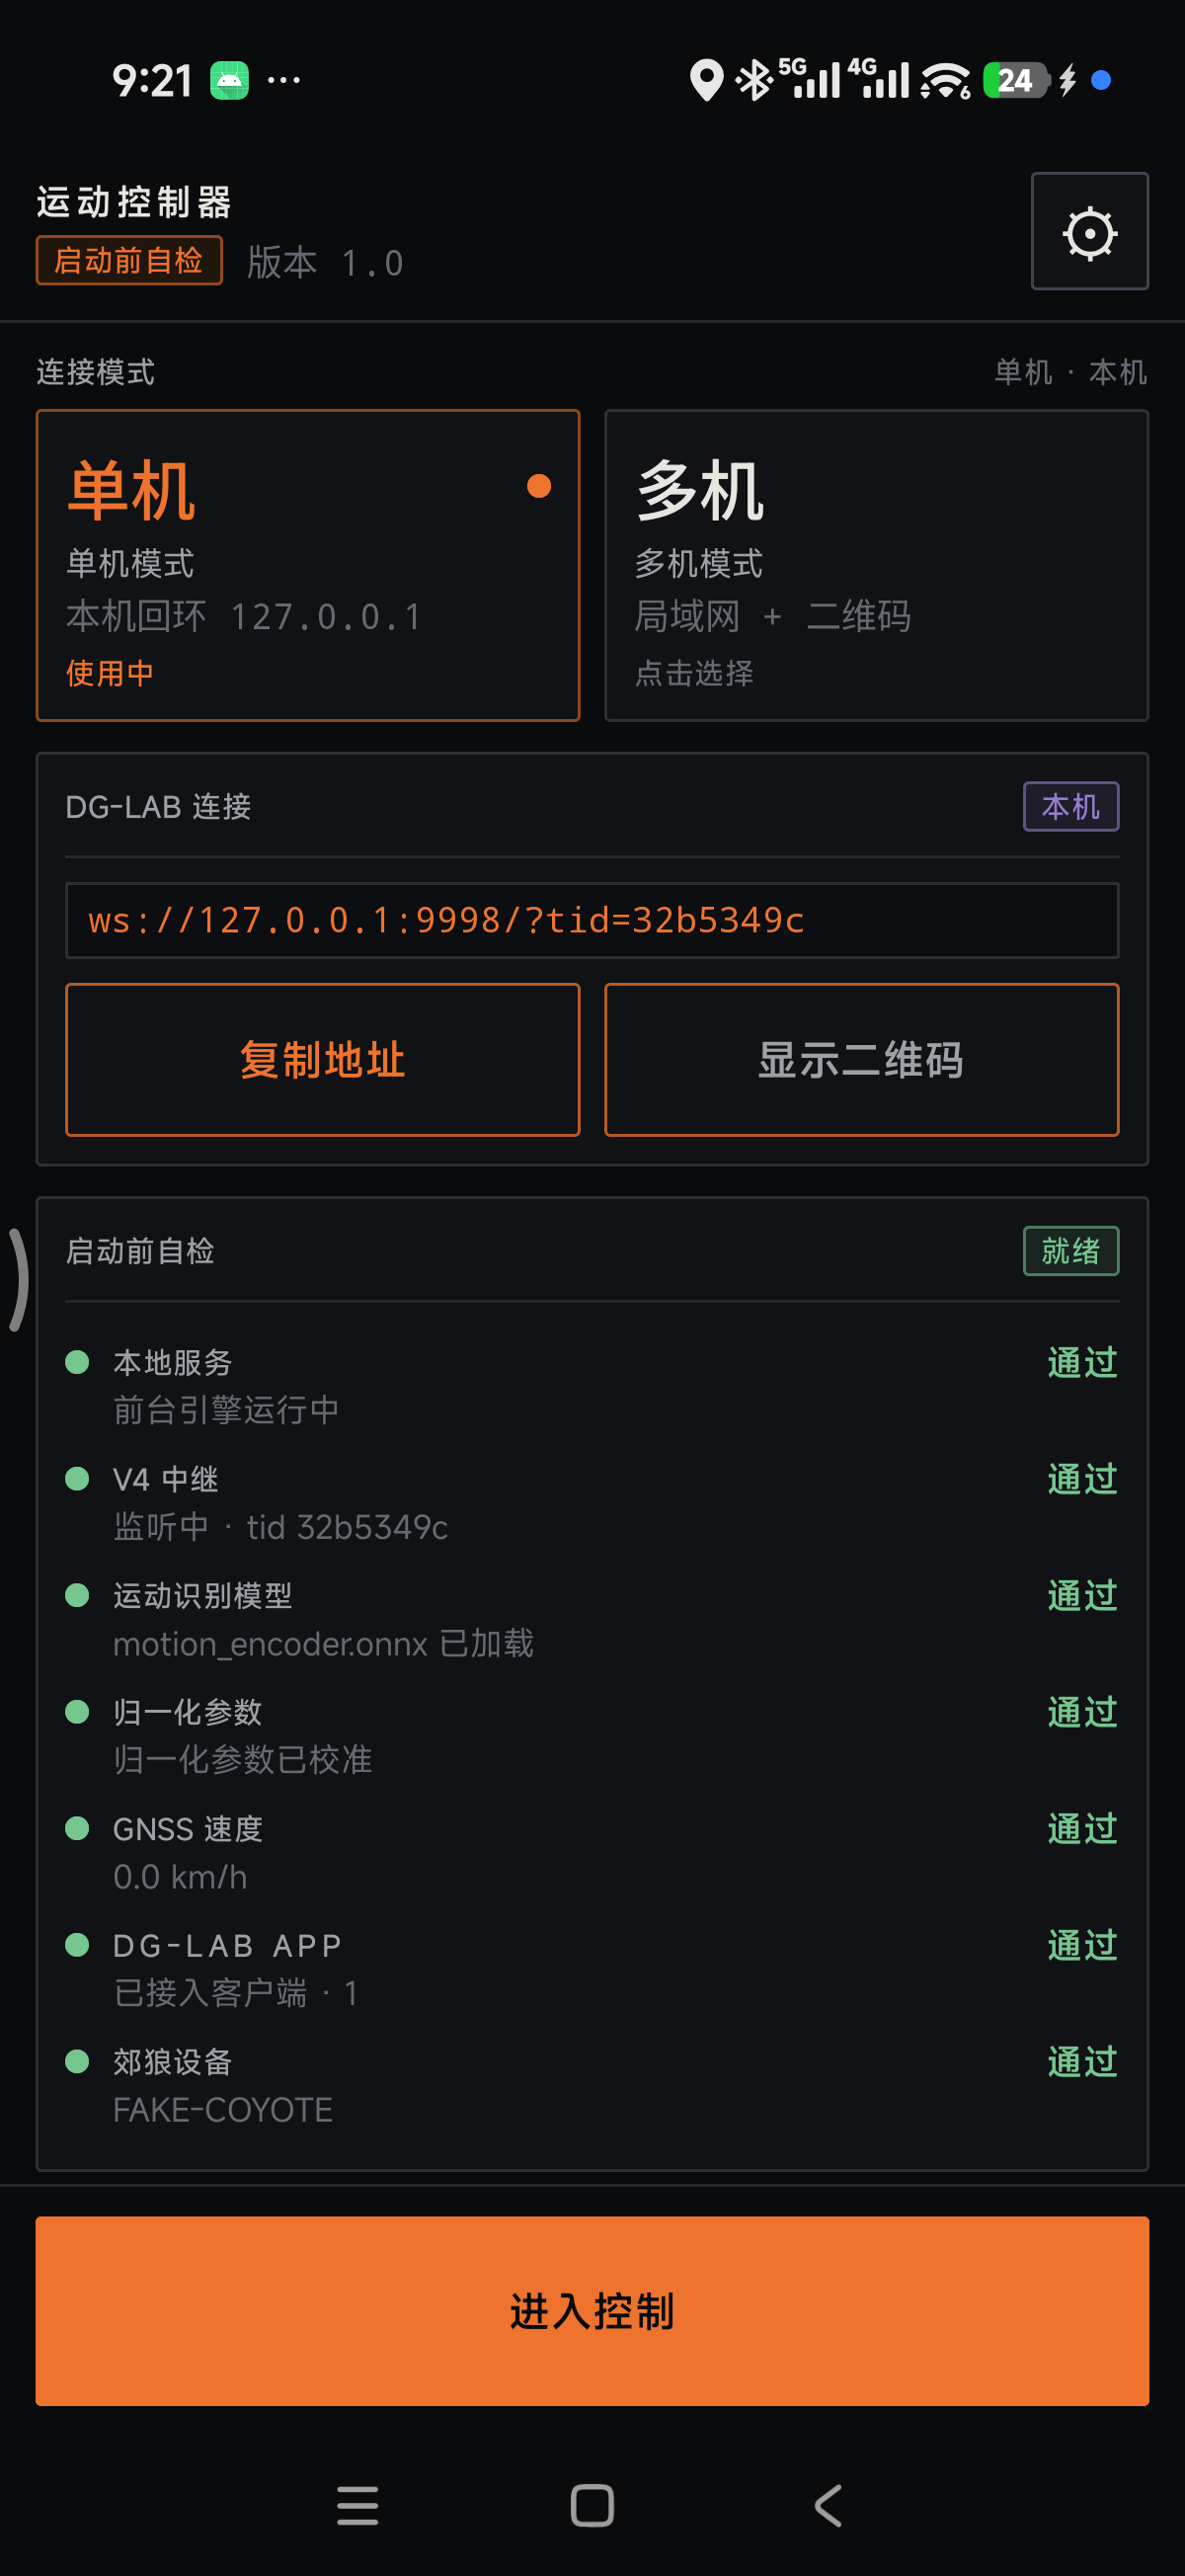 9:21 ... 5G 4G 6 24
运动控制器
启动前自检 版本 1.0
连接模式 单机 · 本机
单机
单机模式
本机回环 127.0.0.1
使用中
多机
多机模式
局域网 + 二维码
点击选择
DG-LAB 连接 本机
ws://127.0.0.1:9998/?tid=32b5349c
复制地址 显示二维码
启动前自检 就绪
本地服务 通过
前台引擎运行中
V4 中继 通过
监听中 · tid 32b5349c
运动识别模型 通过
motion_encoder.onnx 已加载
归一化参数 通过
归一化参数已校准
GNSS 速度 通过
0.0 km/h
DG-LAB APP 通过
已接入客户端 · 1
郊狼设备 通过
FAKE-COYOTE
进入控制